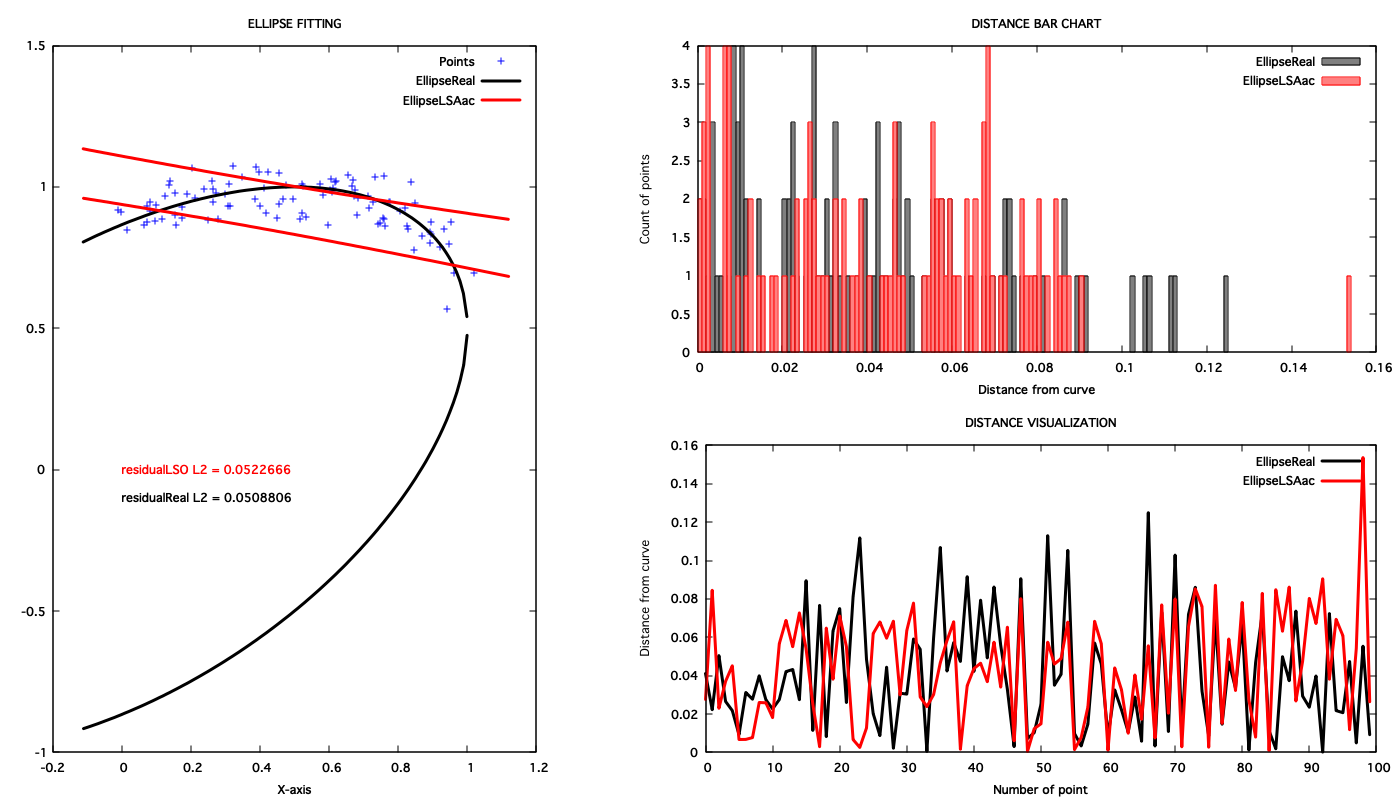 ELLIPSE FITTING
1.5
1
0.5
0
-0.5
-1
Points
EllipseReal
EllipseLSAac
residualLSO L2 = 0.0522666
residualReal L2 = 0.0508806
-0.2 0 0.2 0.4 0.6 0.8 1 1.2
X-axis
DISTANCE BAR CHART
4
3.5
3
2.5
2
1.5
1
0.5
0
Count of points
EllipseReal
EllipseLSAac
0 0.02 0.04 0.06 0.08 0.1 0.12 0.14 0.16
Distance from curve
DISTANCE VISUALIZATION
0.16
0.14
0.12
0.1
0.08
0.06
0.04
0.02
0
Distance from curve
EllipseReal
EllipseLSAac
0 10 20 30 40 50 60 70 80 90 100
Number of point